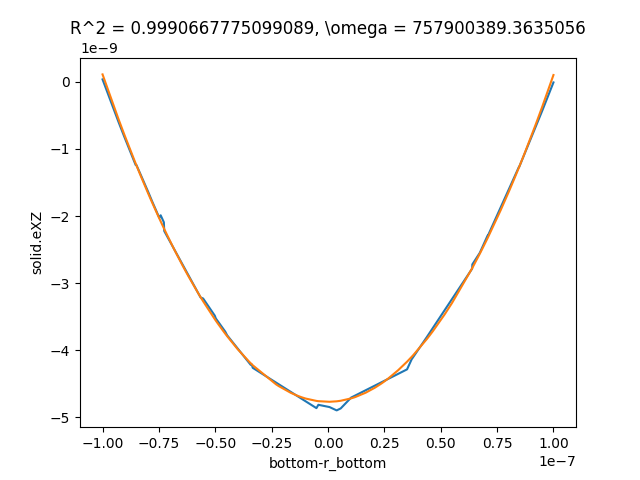 R^2 = 0.9990667775099089, \omega = 757900389.3635056
1e−9
0
−1
−2
−3
−4
−5
solid.eXZ
−1.00 −0.75 −0.50 −0.25 0.00 0.25 0.50 0.75 1.00
bottom-r_bottom
1e−7